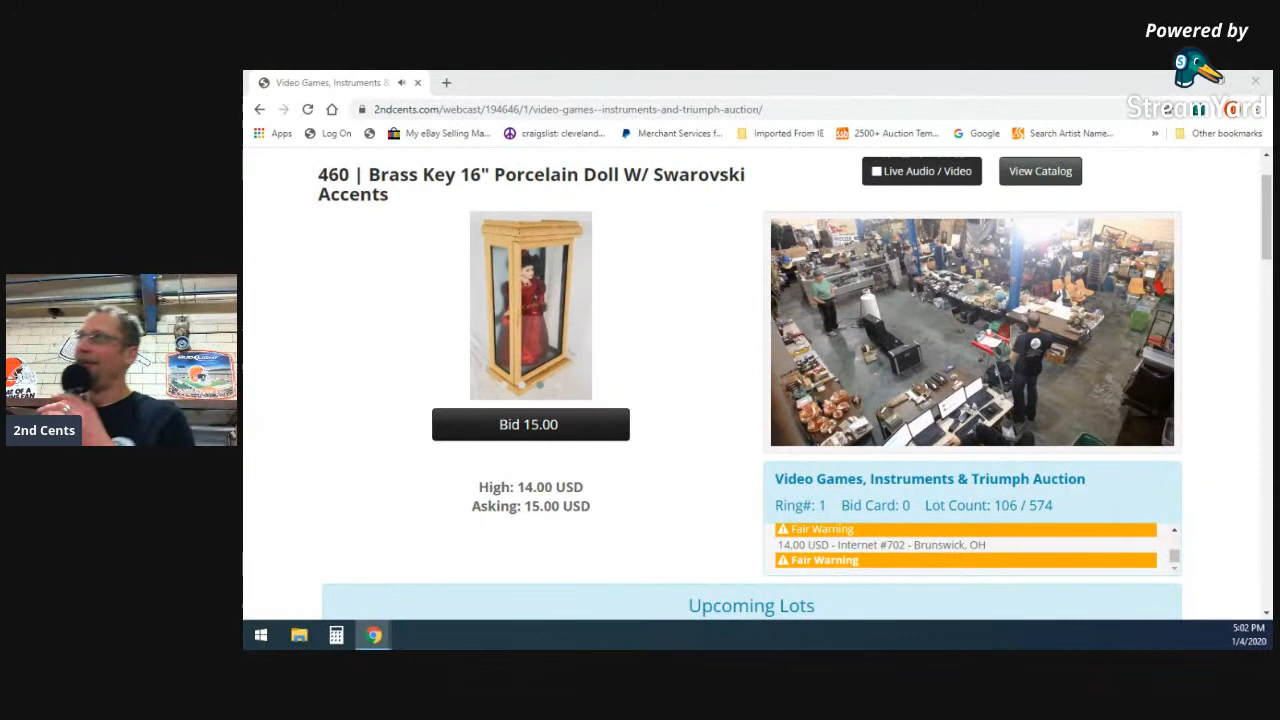 Powered by
StreamYard
Video Games, Instruments &
2ndcents.com/webcast/194646/1/video-games--instruments-and-triumph-auction/
Apps Log On My eBay Selling Ma... craigslist: cleveland... Merchant Services f... Imported From IE ssb 2500+ Auction Tem... Google Search Artist Name... » Other bookmarks
460 | Brass Key 16" Porcelain Doll W/ Swarovski
Accents
Live Audio / Video
View Catalog
Bid 15.00
High: 14.00 USD
Asking: 15.00 USD
Video Games, Instruments & Triumph Auction
Ring#: 1 Bid Card: 0 Lot Count: 106 / 574
Fair Warning
14.00 USD - Internet #702 - Brunswick, OH
Fair Warning
Upcoming Lots
BUD LIGHT
2nd Cents
5:02 PM
1/4/2020